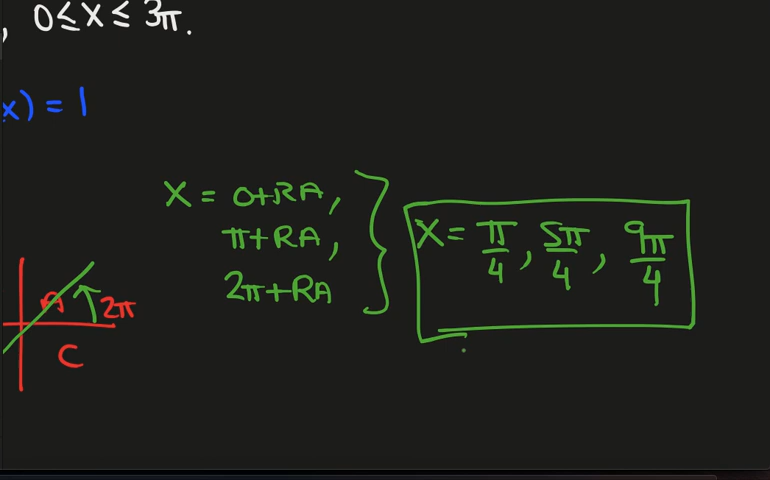 , 0≤x≤3π.
x) = 1
x = 0+RA,
π+RA,
2π+RA
x = π/4, 5π/4, 9π/4
A
2π
C